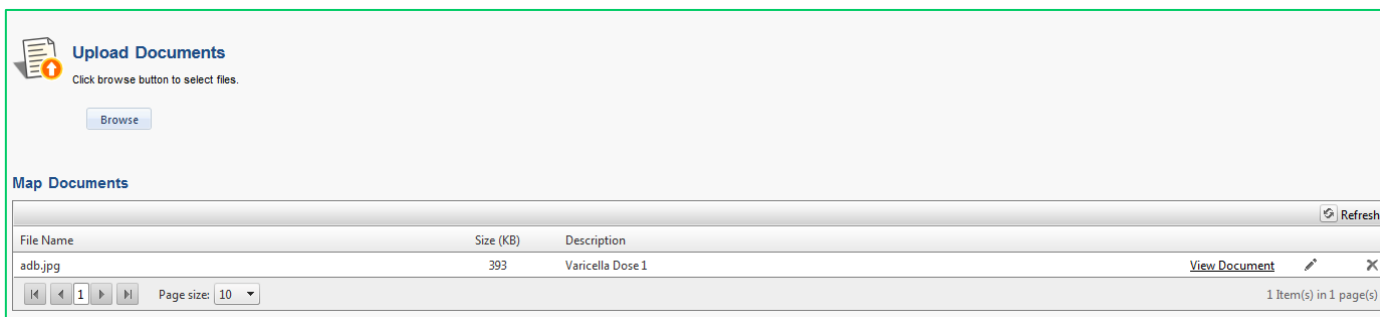 Upload Documents
Click browse button to select files.
Browse
Map Documents
Refresh
File Name Size (KB) Description
adb.jpg 393 Varicella Dose 1 View Document
1 Page size: 10 1 Item(s) in 1 page(s)